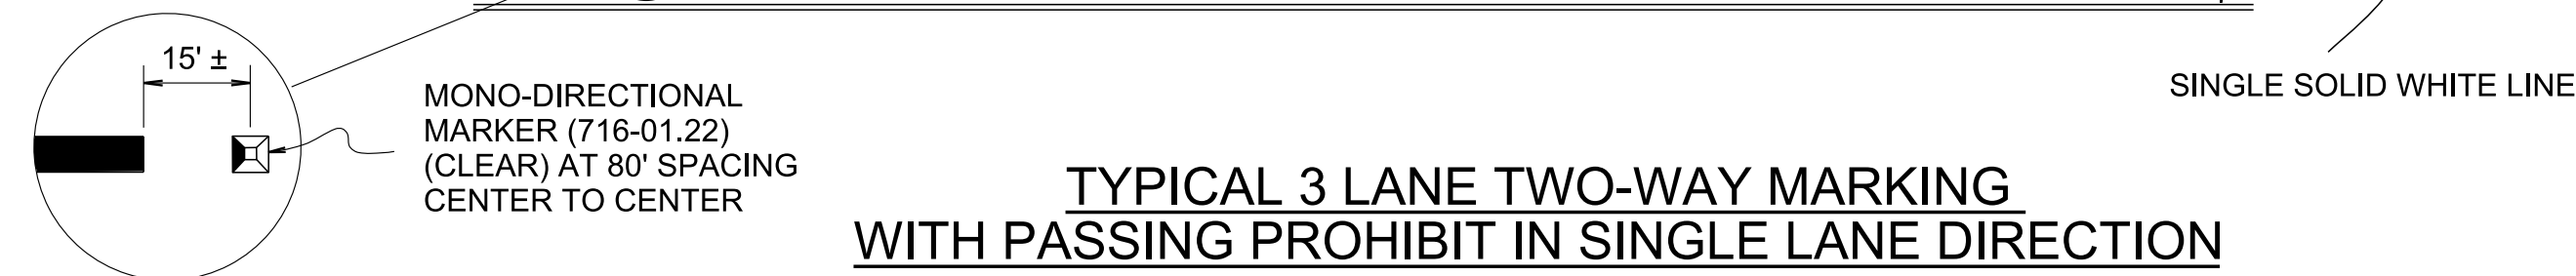 15' ±
MONO-DIRECTIONAL
MARKER (716-01.22)
(CLEAR) AT 80' SPACING
CENTER TO CENTER
SINGLE SOLID WHITE LINE
TYPICAL 3 LANE TWO-WAY MARKING
WITH PASSING PROHIBIT IN SINGLE LANE DIRECTION